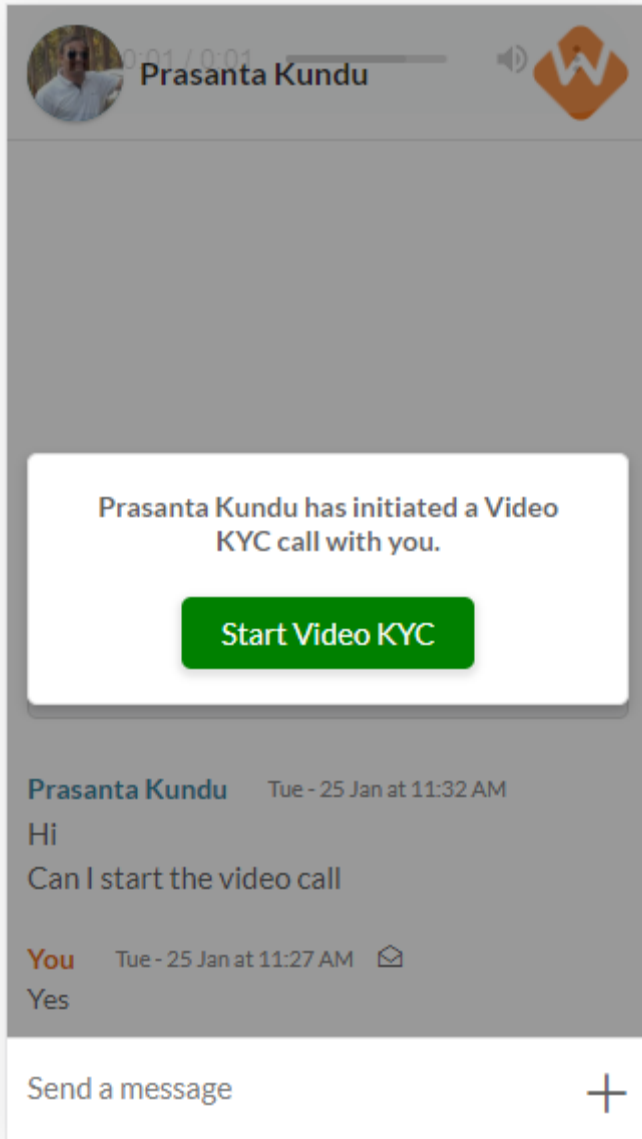 0:01 / 0:01
Prasanta Kundu
Prasanta Kundu has initiated a Video
KYC call with you.
Start Video KYC
Prasanta Kundu Tue - 25 Jan at 11:32 AM
Hi
Can I start the video call
You Tue - 25 Jan at 11:27 AM
Yes
Send a message